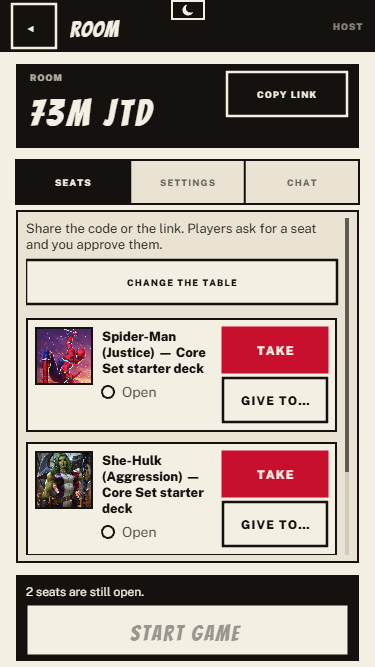 ROOM
HOST
ROOM
73M JTD
COPY LINK
SEATS
SETTINGS
CHAT
Share the code or the link. Players ask for a seat
and you approve them.
CHANGE THE TABLE
Spider-Man
(Justice) — Core
Set starter deck
Open
TAKE
GIVE TO...
She-Hulk
(Aggression) —
Core Set starter
deck
Open
TAKE
GIVE TO...
2 seats are still open.
START GAME